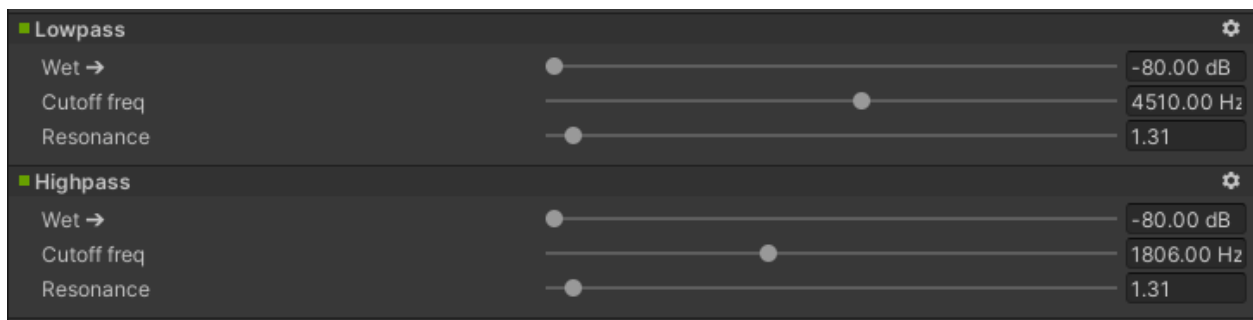 Lowpass
Wet ➔ -80.00 dB
Cutoff freq 4510.00 Hz
Resonance 1.31
Highpass
Wet ➔ -80.00 dB
Cutoff freq 1806.00 Hz
Resonance 1.31